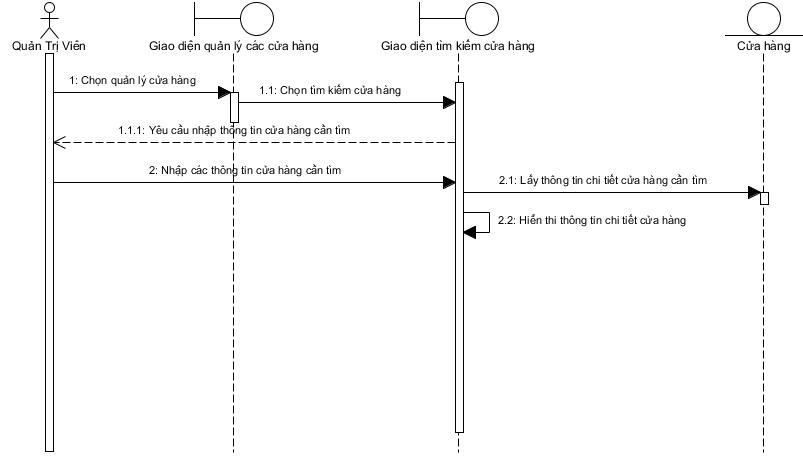 Quản Trị Viên
Giao diện quản lý các cửa hàng
Giao diện tìm kiếm cửa hàng
Cửa hàng
1: Chọn quản lý cửa hàng
1.1: Chọn tìm kiếm cửa hàng
1.1.1: Yêu cầu nhập thông tin cửa hàng cần tìm
2: Nhập các thông tin cửa hàng cần tìm
2.1: Lấy thông tin chi tiết cửa hàng cần tìm
2.2: Hiển thi thông tin chi tiết cửa hàng